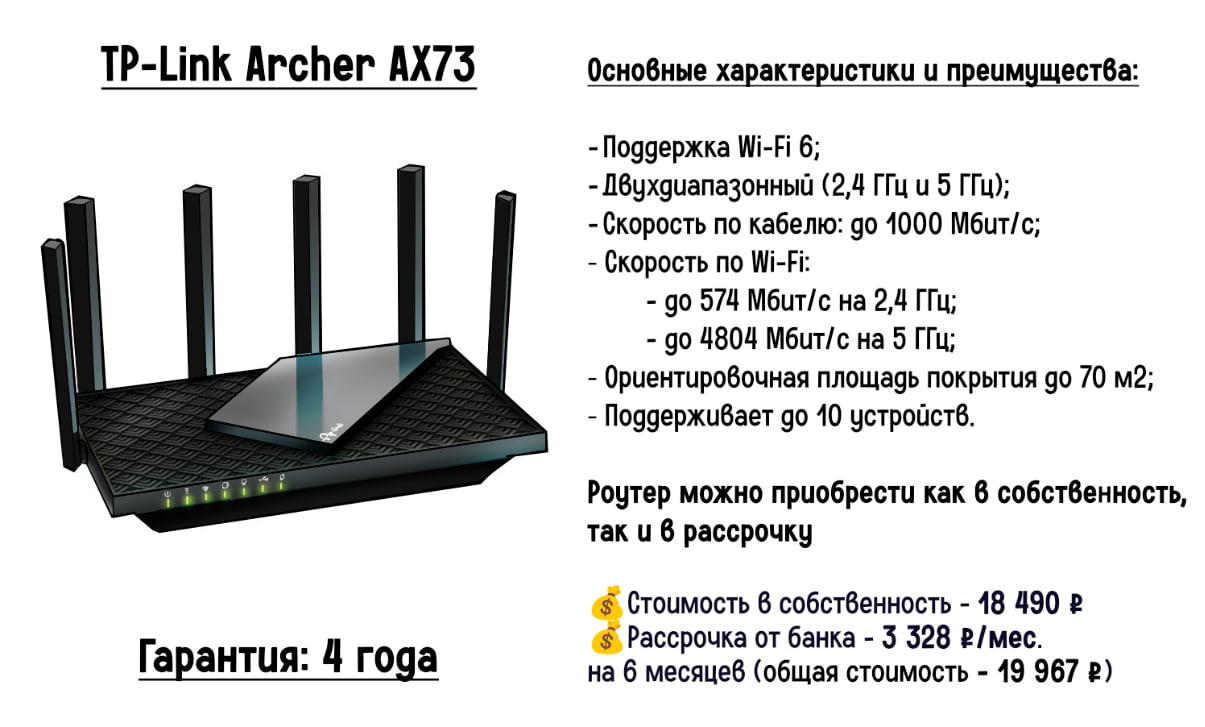 TP-Link Archer AX73
Основные характеристики и преимущества:
- Поддержка Wi-Fi 6;
- Двухдиапазонный (2,4 ГГц и 5 ГГц);
- Скорость по кабелю: до 1000 Мбит/с;
- Скорость по Wi-Fi:
- до 574 Мбит/с на 2,4 ГГц;
- до 4804 Мбит/с на 5 ГГц;
- Ориентировочная площадь покрытия до 70 м2;
- Поддерживает до 10 устройств.
Роутер можно приобрести как в собственность,
так и в рассрочку
💰Стоимость в собственность - 18 490 ₽
💰Рассрочка от банка - 3 328 ₽/мес.
на 6 месяцев (общая стоимость - 19 967 ₽)
Гарантия: 4 года
tp-link